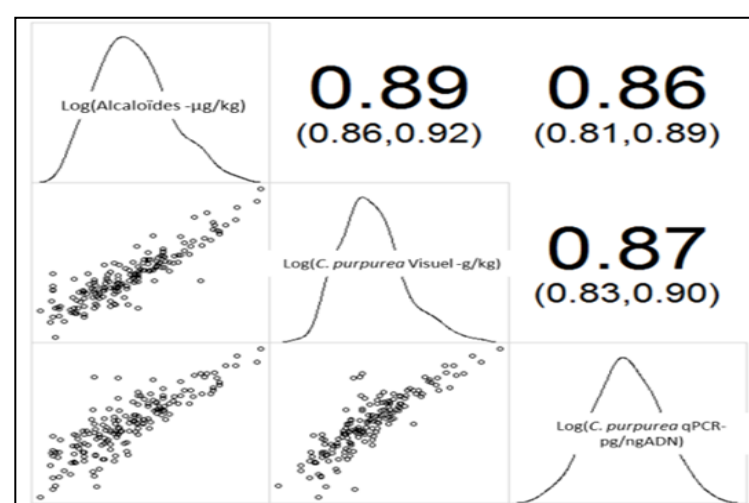 0.89
0.86
Log(Alcaloïdes -µg/kg)
(0.86,0.92)
(0.81,0.89)
0.87
Log(C. purpurea Visuel -g/kg)
(0.83,0.90)
Log(C. purpurea qPCR-
pg/ngADN)